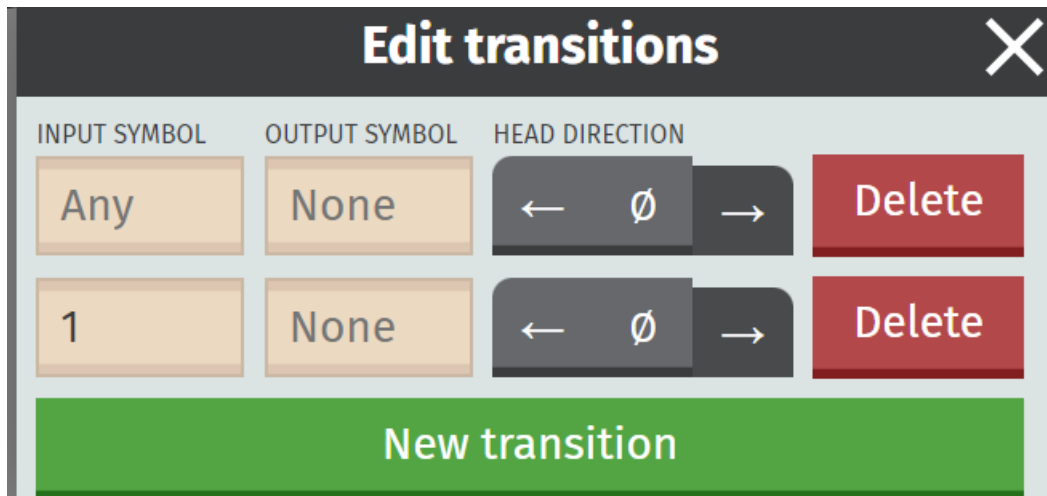 Edit transitions
INPUT SYMBOL OUTPUT SYMBOL HEAD DIRECTION
Any None ← Ø → Delete
1 None ← Ø → Delete
New transition